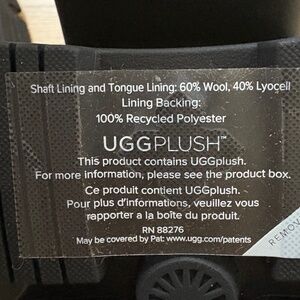 Shaft Lining and Tongue Lining: 60% Wool, 40% Lyocell
Lining Backing:
100% Recycled Polyester
UGGPLUSH™
This product contains UGGplush.
For more information, please see the product box.
Ce produit contient UGGplush.
Pour plus d'informations, veuillez vous
rapporter a la boîte du produit.
RN 88276
May be covered by Pat: www.ugg.com/patents
REMOV